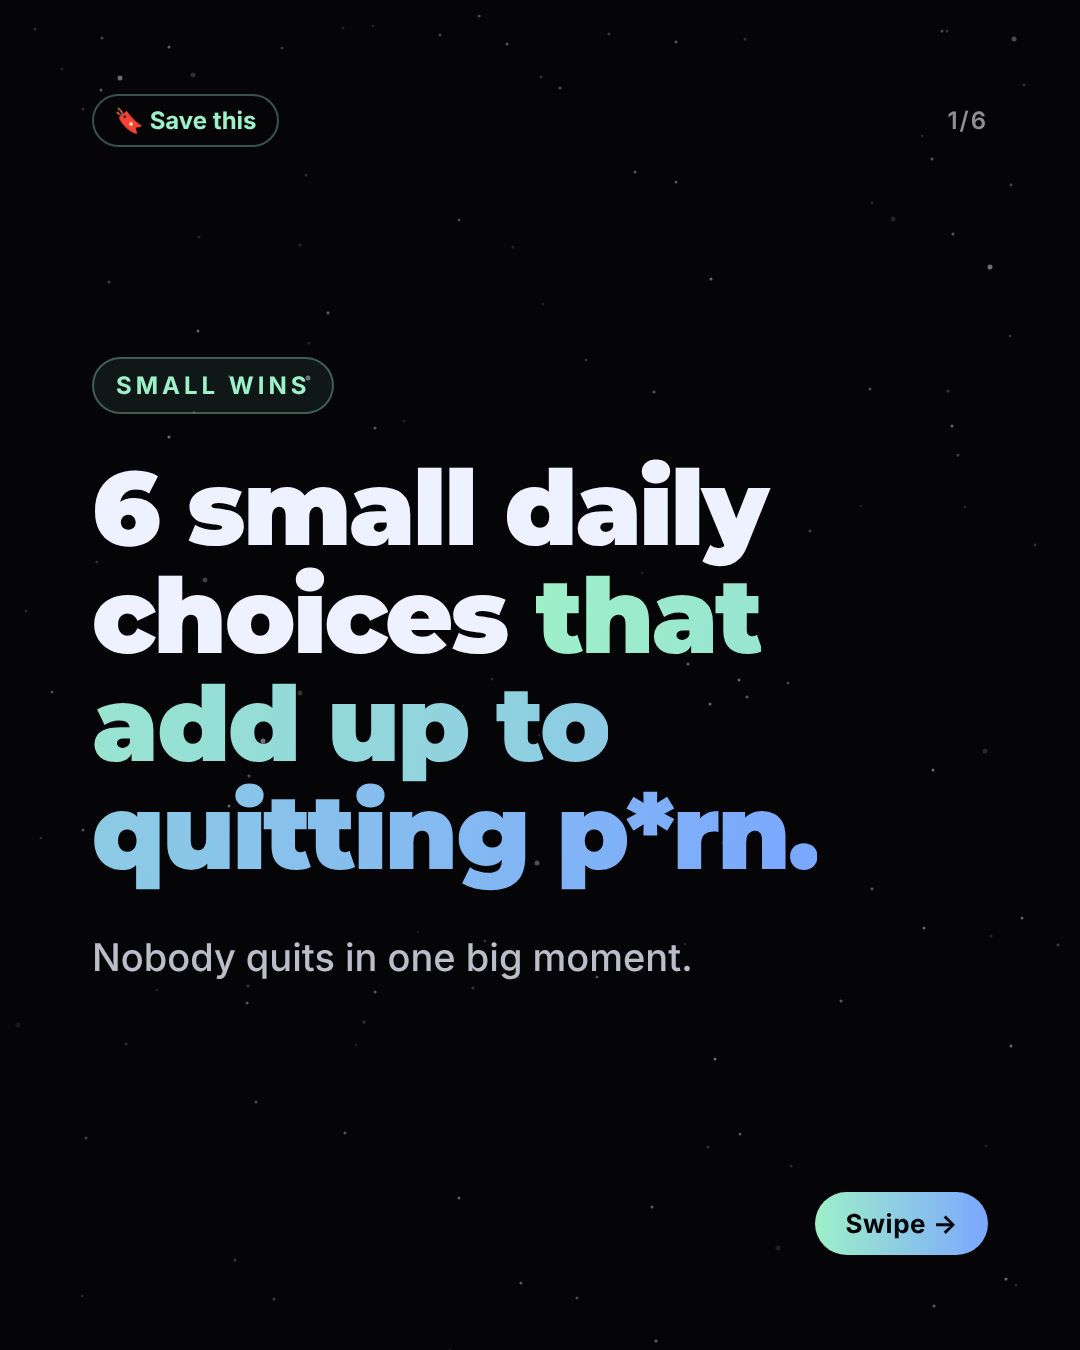 🔖 Save this
1/6
SMALL WINS
6 small daily
choices that
add up to
quitting p*rn.
Nobody quits in one big moment.
Swipe →